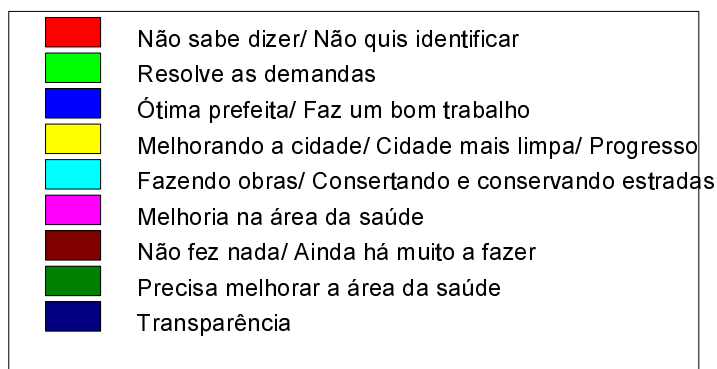 Não sabe dizer/ Não quis identificar
Resolve as demandas
Ótima prefeita/ Faz um bom trabalho
Melhorando a cidade/ Cidade mais limpa/ Progresso
Fazendo obras/ Consertando e conservando estradas
Melhoria na área da saúde
Não fez nada/ Ainda há muito a fazer
Precisa melhorar a área da saúde
Transparência